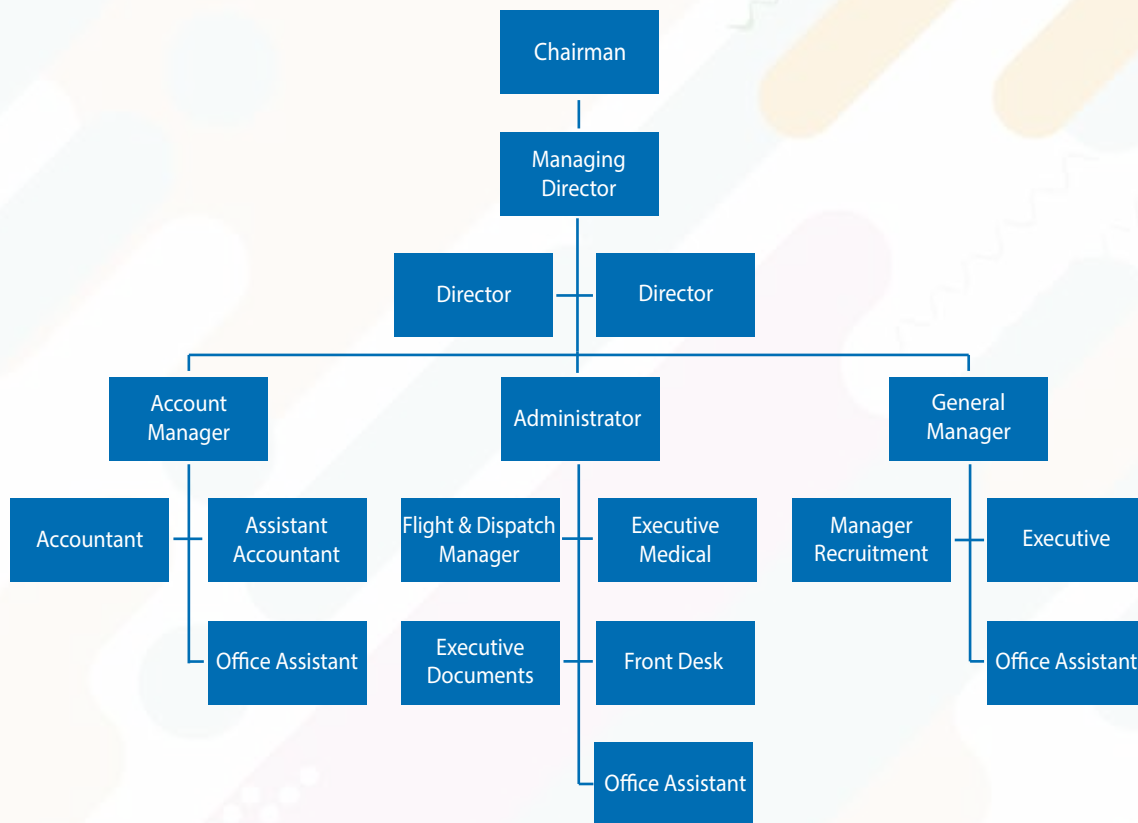 Chairman
Managing
Director
Director
Director
Account
Manager
Administrator
General
Manager
Accountant
Assistant
Accountant
Flight & Dispatch
Manager
Executive
Medical
Manager
Recruitment
Executive
Office Assistant
Executive
Documents
Front Desk
Office Assistant
Office Assistant